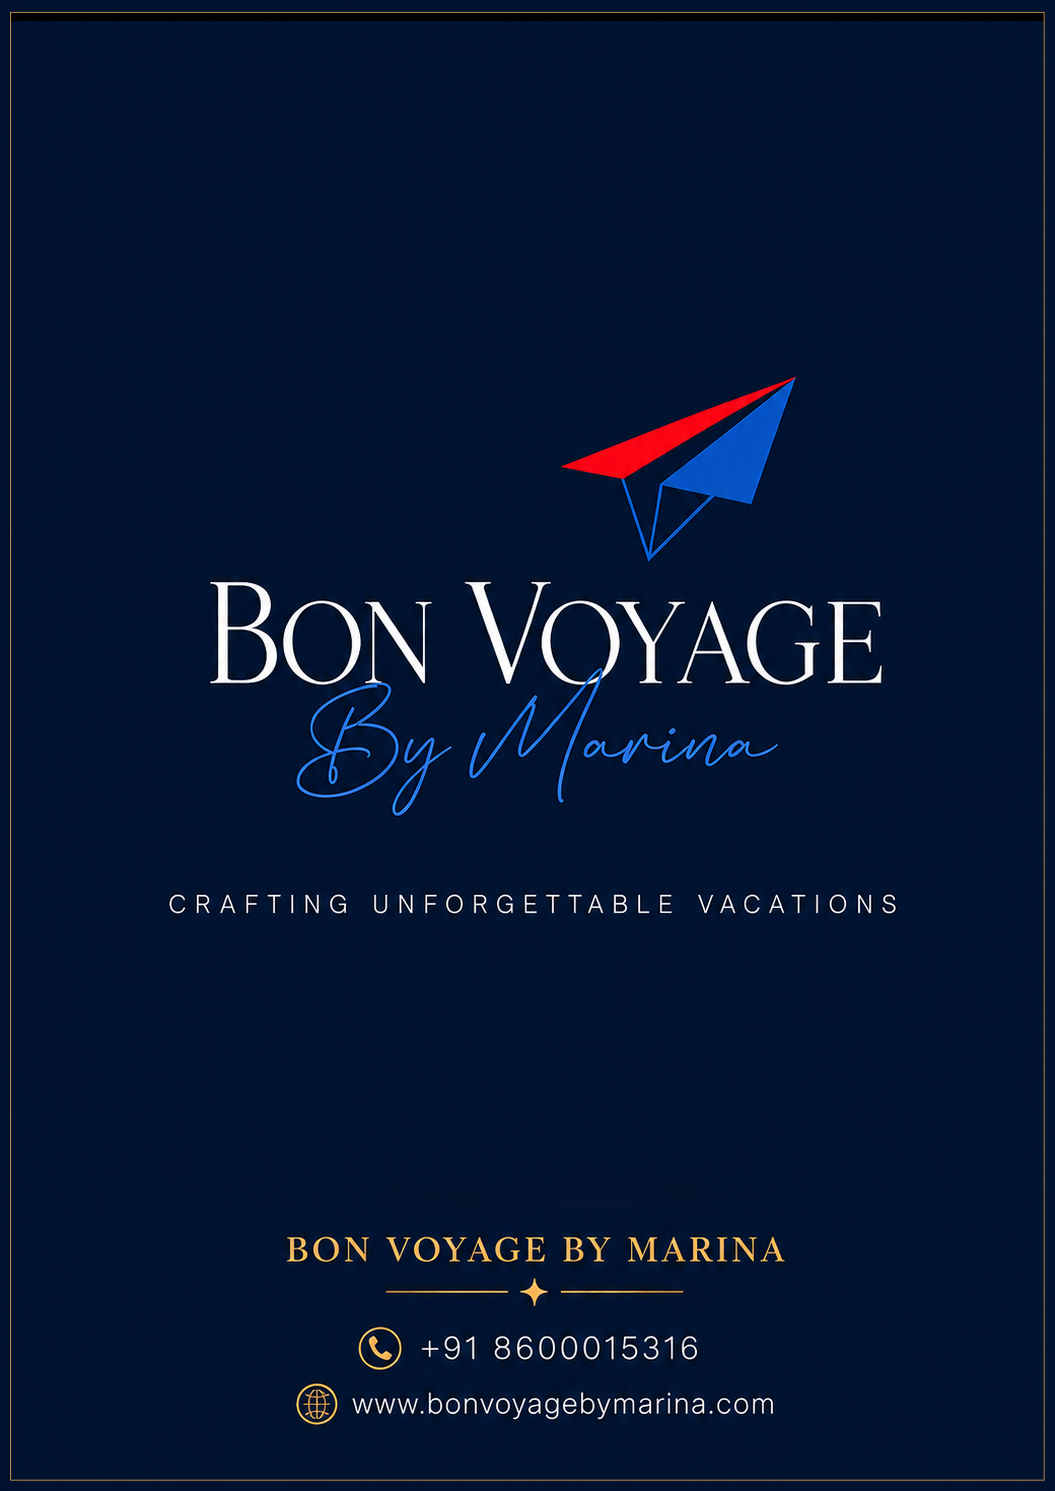 BON VOYAGE
By Marina
CRAFTING UNFORGETTABLE VACATIONS
BON VOYAGE BY MARINA
+91 8600015316
www.bonvoyagebymarina.com